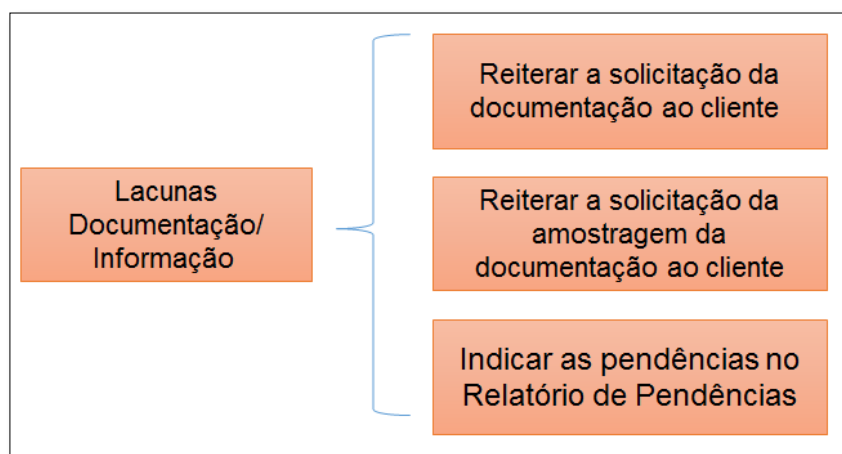 Lacunas
Documentação/
Informação
Reiterar a solicitação da
documentação ao cliente
Reiterar a solicitação da
amostragem da
documentação ao cliente
Indicar as pendências no
Relatório de Pendências